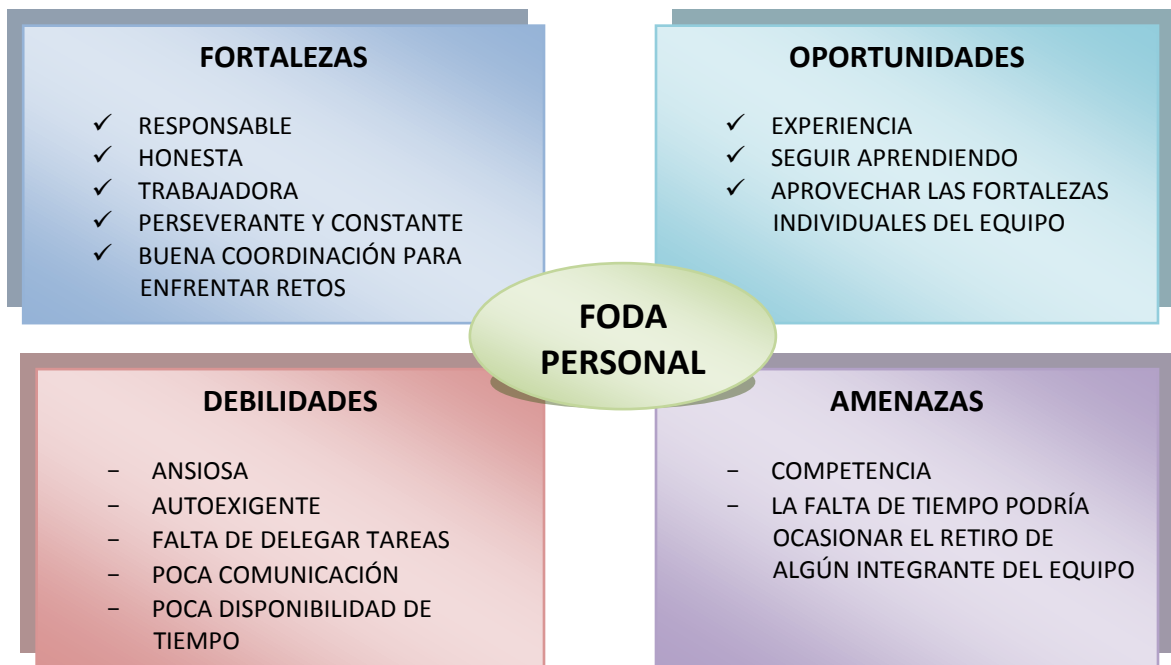 FORTALEZAS
✓ RESPONSABLE
✓ HONESTA
✓ TRABAJADORA
✓ PERSEVERANTE Y CONSTANTE
✓ BUENA COORDINACIÓN PARA
ENFRENTAR RETOS
OPORTUNIDADES
✓ EXPERIENCIA
✓ SEGUIR APRENDIENDO
✓ APROVECHAR LAS FORTALEZAS
INDIVIDUALES DEL EQUIPO
FODA
PERSONAL
DEBILIDADES
- ANSIOSA
- AUTOEXIGENTE
- FALTA DE DELEGAR TAREAS
- POCA COMUNICACIÓN
- POCA DISPONIBILIDAD DE
TIEMPO
AMENAZAS
- COMPETENCIA
- LA FALTA DE TIEMPO PODRÍA
OCASIONAR EL RETIRO DE
ALGÚN INTEGRANTE DEL EQUIPO